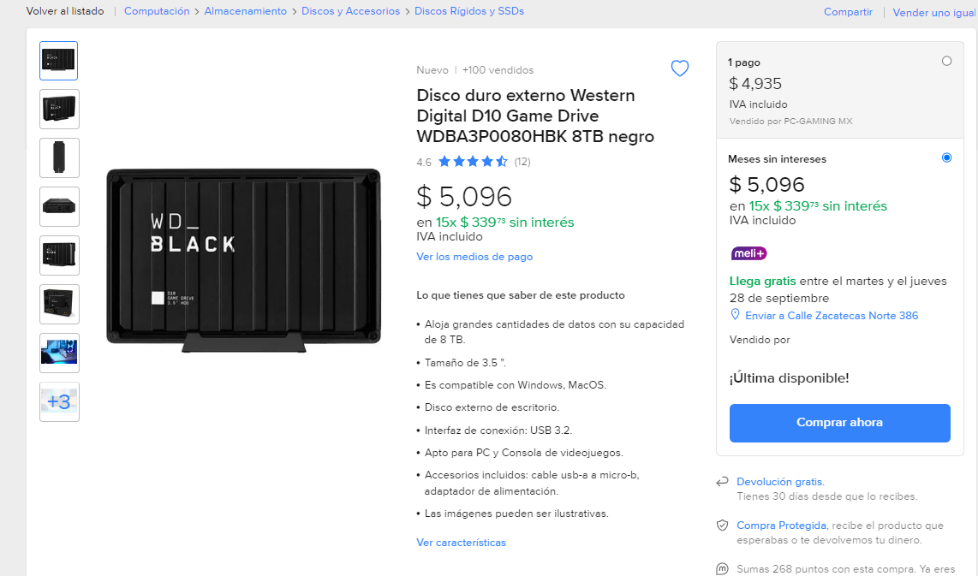 Volver al listado | Computación > Almacenamiento > Discos y Accesorios > Discos Rígidos y SSDs
Compartir | Vender uno igual
+3
WD_
BLACK
D10
GAME DRIVE
3.5" HDD
Nuevo | +100 vendidos
Disco duro externo Western
Digital D10 Game Drive
WDBA3P0080HBK 8TB negro
4.6 (12)
$ 5,096
en 15x $ 339⁷³ sin interés
IVA incluido
Ver los medios de pago
Lo que tienes que saber de este producto
• Aloja grandes cantidades de datos con su capacidad
de 8 TB.
• Tamaño de 3.5 ".
• Es compatible con Windows, MacOS.
• Disco externo de escritorio.
• Interfaz de conexión: USB 3.2.
• Apto para PC y Consola de videojuegos.
• Accesorios incluidos: cable usb-a a micro-b,
adaptador de alimentación.
• Las imágenes pueden ser ilustrativas.
Ver características
1 pago
$ 4,935
IVA incluido
Vendido por PC-GAMING MX
Meses sin intereses
$ 5,096
en 15x $ 339⁷³ sin interés
IVA incluido
meli+
Llega gratis entre el martes y el jueves
28 de septiembre
Enviar a Calle Zacatecas Norte 386
Vendido por
¡Última disponible!
Comprar ahora
Devolución gratis.
Tienes 30 días desde que lo recibes.
Compra Protegida, recibe el producto que
esperabas o te devolvemos tu dinero.
Sumas 268 puntos con esta compra. Ya eres